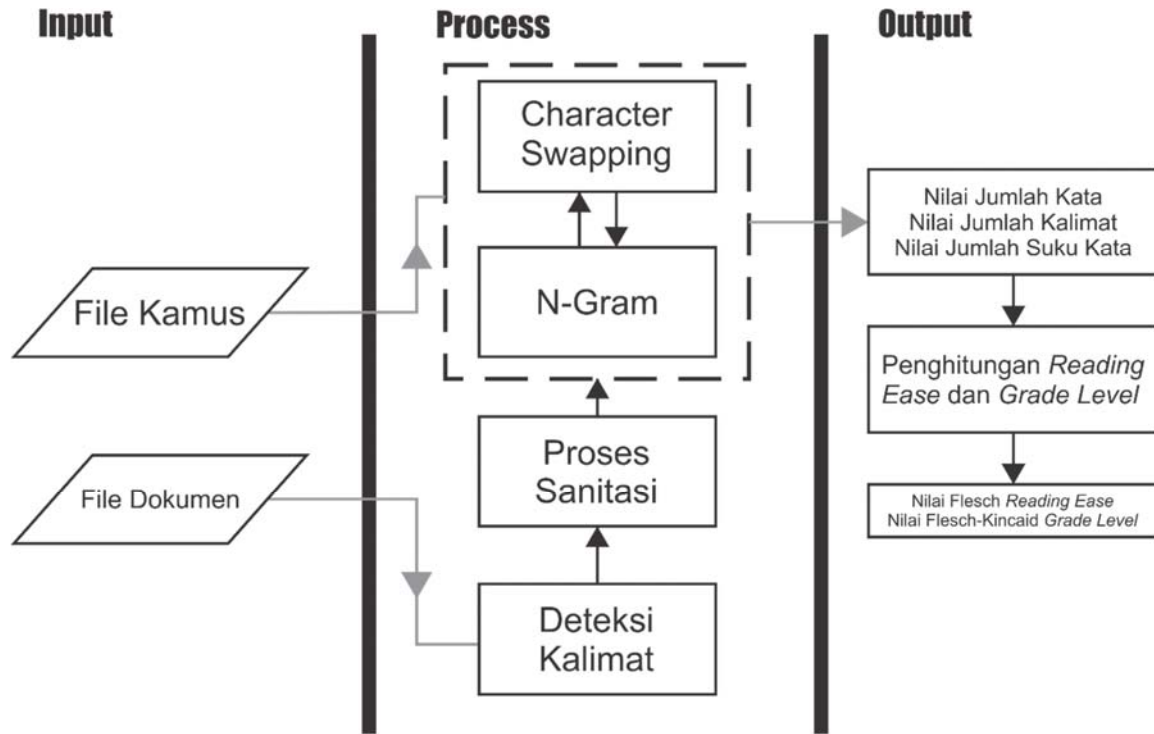 Input
Process
Output
File Kamus
File Dokumen
Character
Swapping
N-Gram
Proses
Sanitasi
Deteksi
Kalimat
Nilai Jumlah Kata
Nilai Jumlah Kalimat
Nilai Jumlah Suku Kata
Penghitungan Reading
Ease dan Grade Level
Nilai Flesch Reading Ease
Nilai Flesch-Kincaid Grade Level